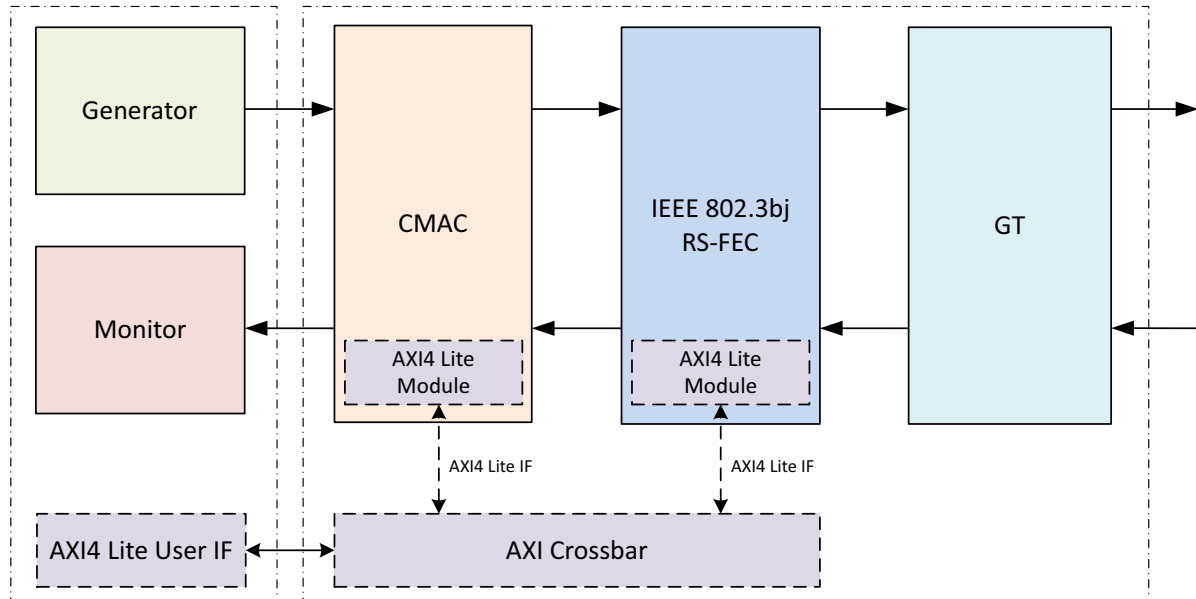 Generator
CMAC
IEEE 802.3bj
RS-FEC
GT
Monitor
AXI4 Lite
Module
AXI4 Lite
Module
AXI4 Lite IF
AXI4 Lite IF
AXI4 Lite User IF
AXI Crossbar